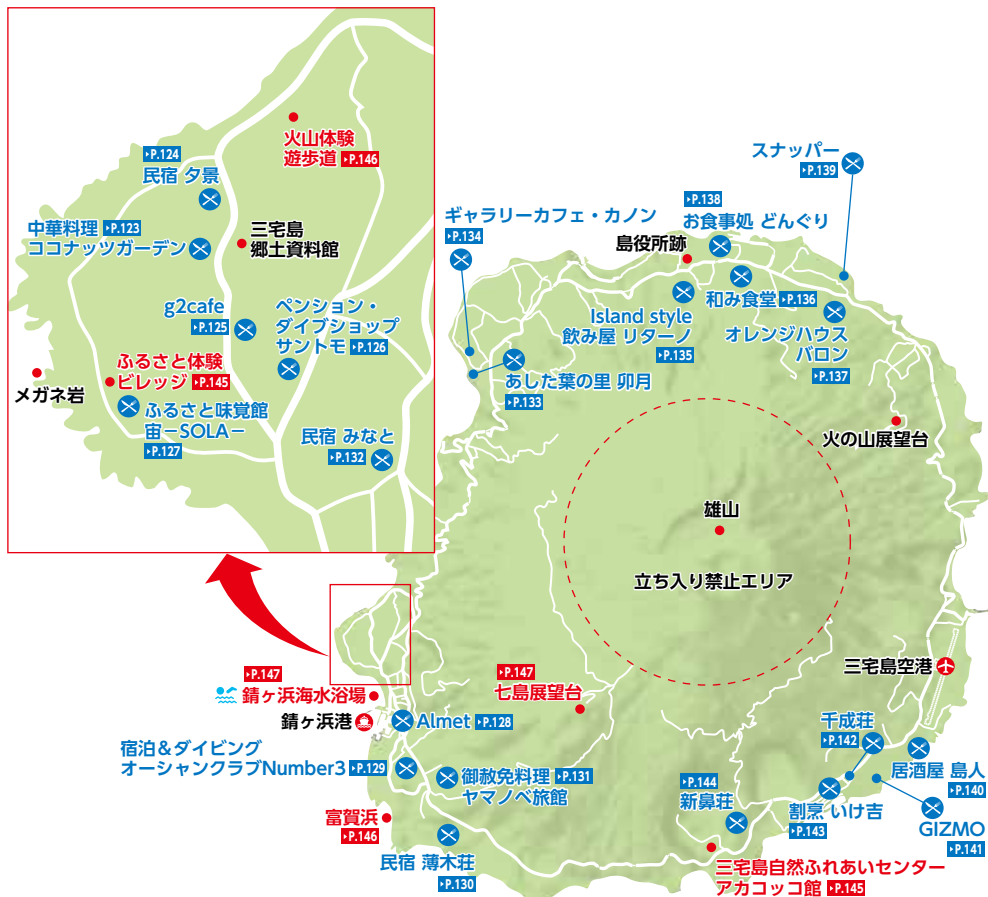 火山体験
遊歩道 ▶P.146
▶P.124
民宿 夕景
中華料理 ▶P.123
ココナッツガーデン
三宅島
郷土資料館
g2cafe
▶P.125
ペンション・
ダイブショップ
サントモ ▶P.126
ふるさと体験
ビレッジ ▶P.145
メガネ岩
ふるさと味覚館
宙－SOLA－
▶P.127
民宿 みなと
▶P.132
スナッパー
▶P.139
▶P.138
お食事処 どんぐり
ギャラリーカフェ・カノン
▶P.134
島役所跡
和み食堂 ▶P.136
Island style
飲み屋 リターノ
▶P.135
オレンジハウス
バロン
▶P.137
あした葉の里 卯月
▶P.133
火の山展望台
雄山
立ち入り禁止エリア
三宅島空港
▶P.147
錆ヶ浜海水浴場
▶P.147
七島展望台
錆ヶ浜港
Almet ▶P.128
千成荘
▶P.142
宿泊＆ダイビング
オーシャンクラブNumber3 ▶P.129
御赦免料理 ▶P.131
ヤマノベ旅館
居酒屋 島人
▶P.140
▶P.144
新鼻荘
割烹 いけ吉
▶P.143
GIZMO
▶P.141
富賀浜
▶P.146
民宿 薄木荘
▶P.130
三宅島自然ふれあいセンター
アカコッコ館 ▶P.145